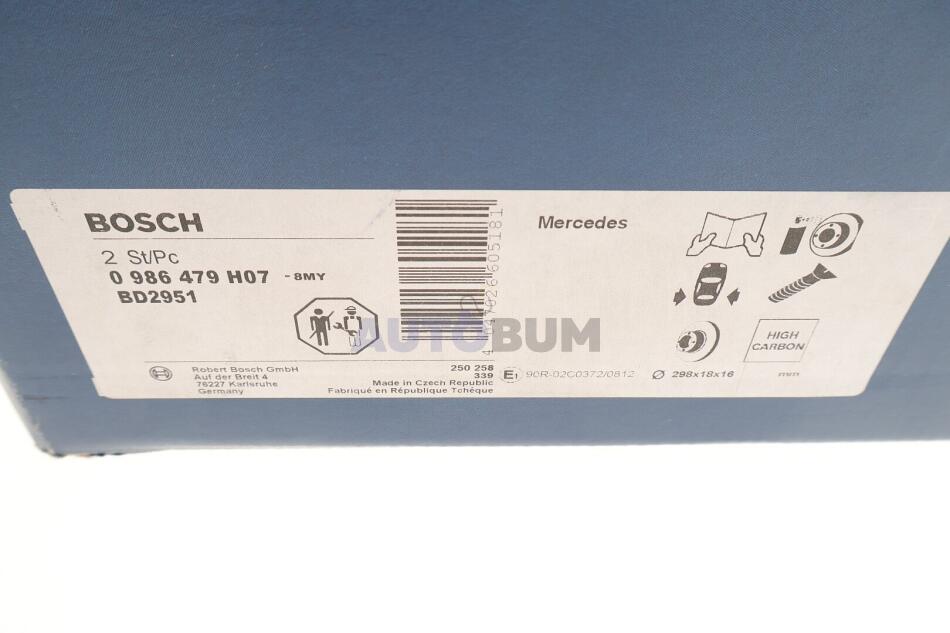 BOSCH
2 St/Pc
0 986 479 H07 - 8MY
BD2951
Mercedes
HIGH
CARBON
AUTOBUM
Robert Bosch GmbH
Auf der Breit 4
76227 Karlsruhe
Germany
250 258
339
Made in Czech Republic
Fabriqué en République Tchèque
E1 90R-02C0372/0812
Ø 298x18x16 mm